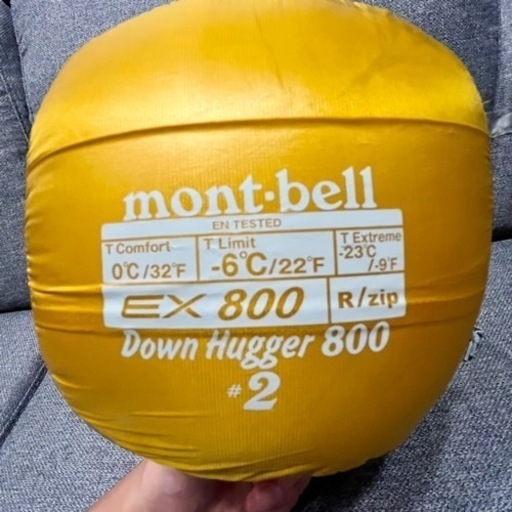 mont-bell
EN TESTED
T Comfort T Limit T Extreme
0℃/32°F -6℃/22°F -23℃/-9°F
EX 800 R/zip
Down Hugger 800
#2